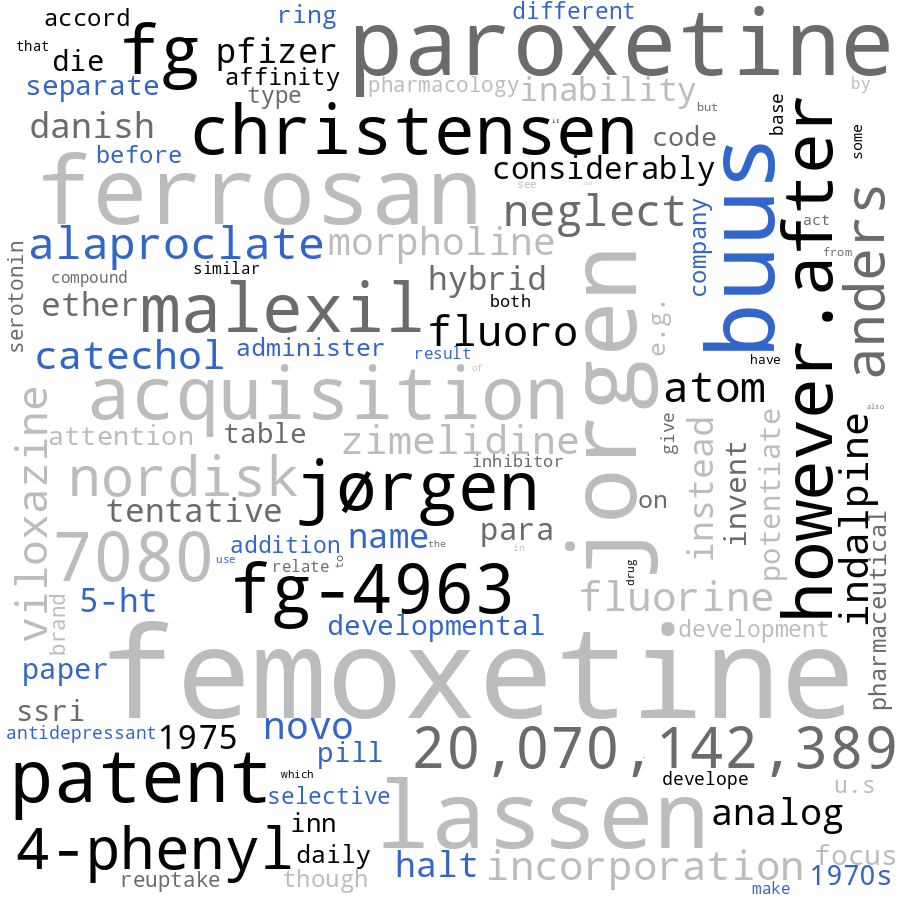 accord
ring
different
that
die
fg
pfizer
paroxetine
separate
affinity
type
pharmacology
inability
by
danish
christensen
but
base
code
some
before
considerably
ferrosan
see
neglect
buus
however.after
anders
act
company
from
alaproclate
morpholine
serotonin
similar
compound
hybrid
ether
malexil
both
fluoro
e.g.
jorgen
catechol
administer
result
have
of
acquisition
atom
also
attention
table
zimelidine
give
instead
potentiate
invent
indalpine
viloxazine
nordisk
jørgen
inhibitor
on
tentative
para
name
the
7080
addition
use
relate
to
in
drug
pharmaceutical
fg-4963
5-ht
fluorine
brand
developmental
development
femoxetine
paper
ssri
antidepressant
1975
novo
pill
20,070,142,389
patent
which
develope
u.s
selective
lassen
analog
inn
4-phenyl
daily
halt
incorporation
focus
1970s
reuptake
though
make